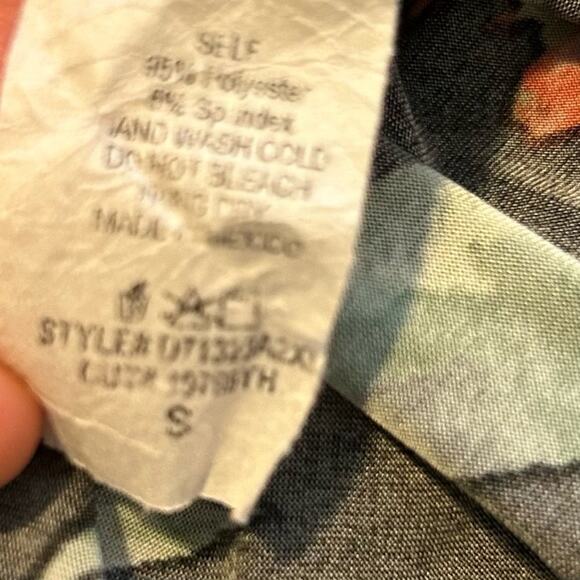 SELF
95% Polyester
5% Spandex
HAND WASH COLD
DO NOT BLEACH
HANG DRY
MADE
STYLE#
CUT#
S